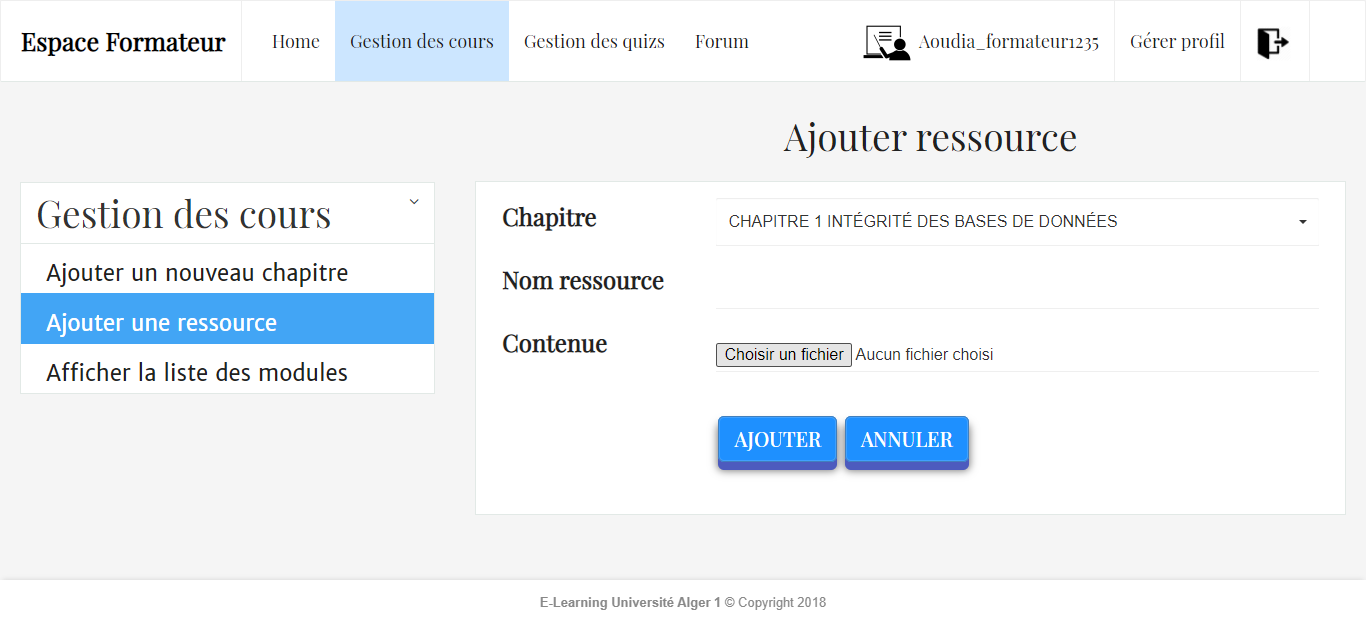 Espace Formateur Home Gestion des cours Gestion des quizs Forum Aoudia_formateur1235 Gérer profil
Ajouter ressource
Gestion des cours
Ajouter un nouveau chapitre
Ajouter une ressource
Afficher la liste des modules
Chapitre CHAPITRE 1 INTÉGRITÉ DES BASES DE DONNÉES
Nom ressource
Contenue Choisir un fichier Aucun fichier choisi
AJOUTER ANNULER
E-Learning Université Alger 1 © Copyright 2018